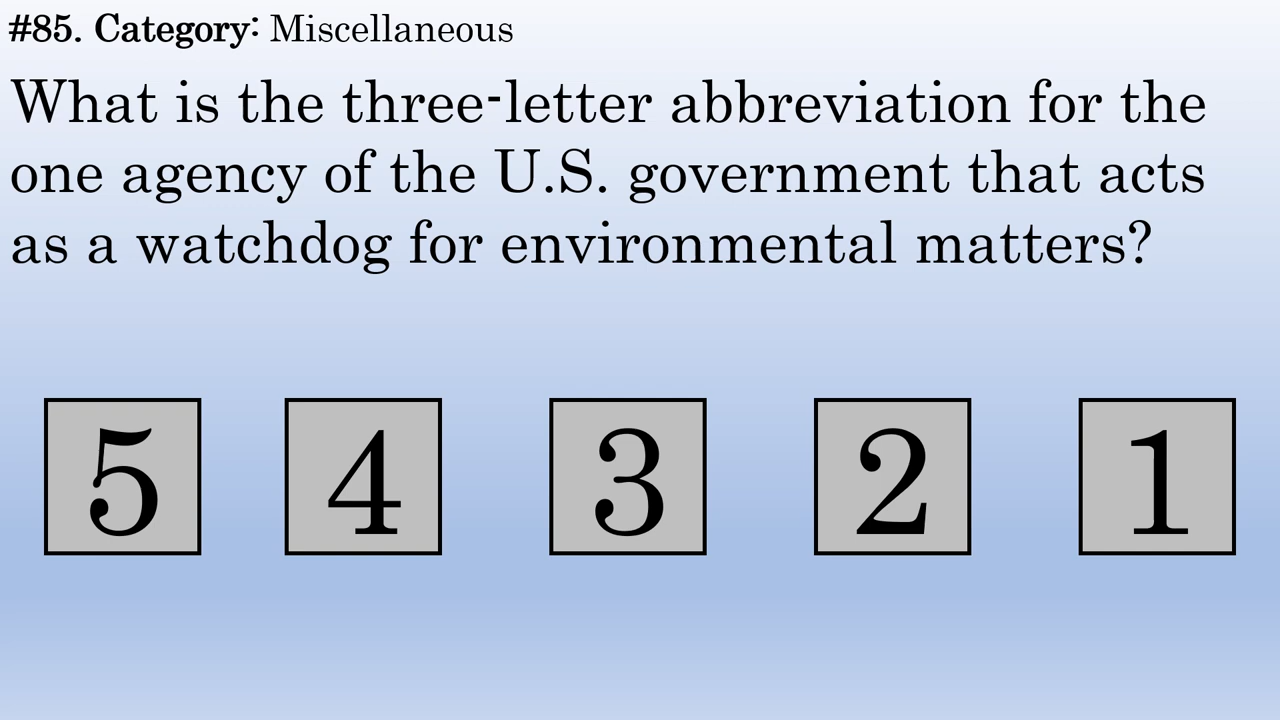 #85. Category: Miscellaneous
What is the three-letter abbreviation for the
one agency of the U.S. government that acts
as a watchdog for environmental matters?
5 4 3 2 1